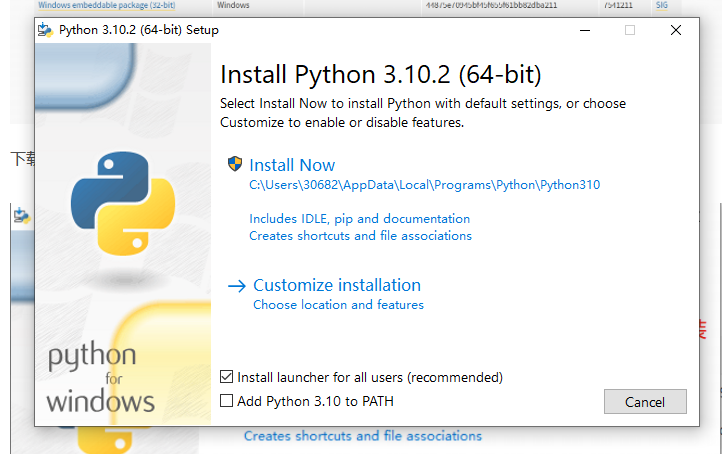 Windows embeddable package (32-bit) Windows 44875e70945bf45f655f61bb82dba211 7541211 SIG
Python 3.10.2 (64-bit) Setup
Install Python 3.10.2 (64-bit)
Select Install Now to install Python with default settings, or choose
Customize to enable or disable features.
下载
Install Now
C:\Users\30682\AppData\Local\Programs\Python\Python310
Includes IDLE, pip and documentation
Creates shortcuts and file associations
Customize installation
Choose location and features
python
for
windows
Install launcher for all users (recommended)
Add Python 3.10 to PATH
Cancel
Creates shortcuts and file associations